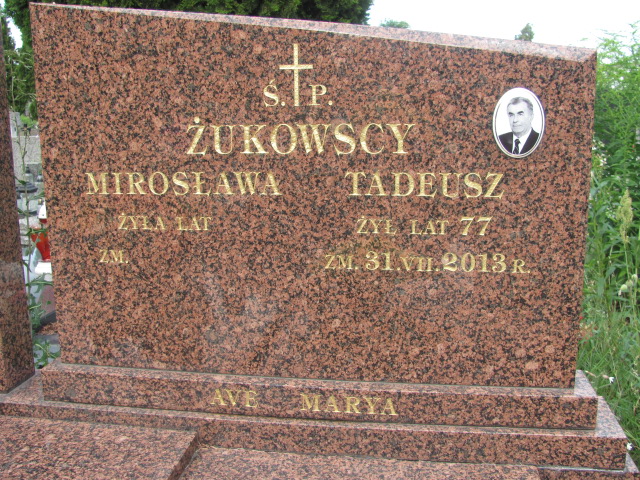 Ś. P.
ŻUKOWSCY
MIROSŁAWA TADEUSZ
ŻYŁA LAT ŻYŁ LAT 77
ZM. ZM. 31.VII.2013 R.
AVE MARYA